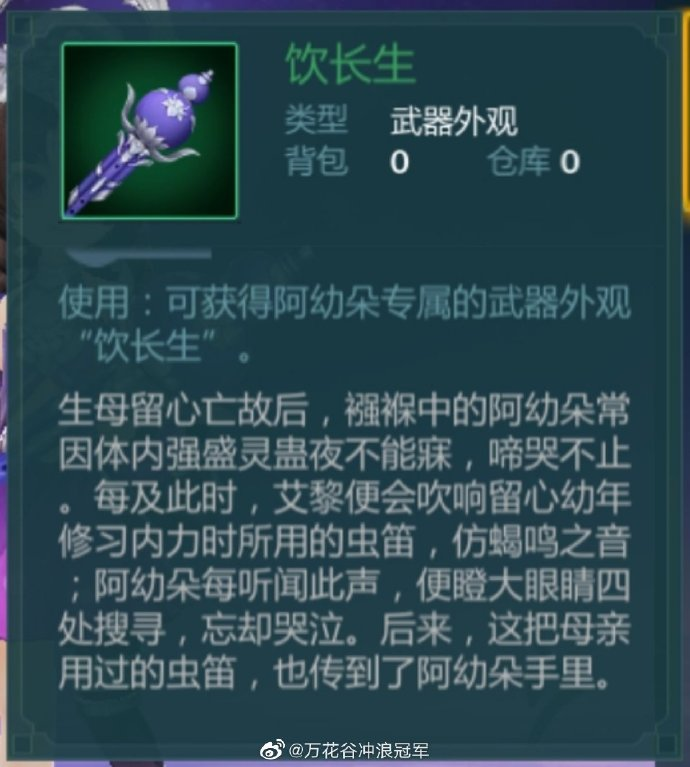 饮长生
类型 武器外观
背包 0 仓库 0
使用：可获得阿幼朵专属的武器外观
“饮长生”。
生母留心亡故后，襁褓中的阿幼朵常
因体内强盛灵蛊夜不能寐，啼哭不止
。每及此时，艾黎便会吹响留心幼年
修习内力时所用的虫笛，仿蝎鸣之音
；阿幼朵每听闻此声，便瞪大眼睛四
处搜寻，忘却哭泣。后来，这把母亲
用过的虫笛，也传到了阿幼朵手里。
@万花谷冲浪冠军